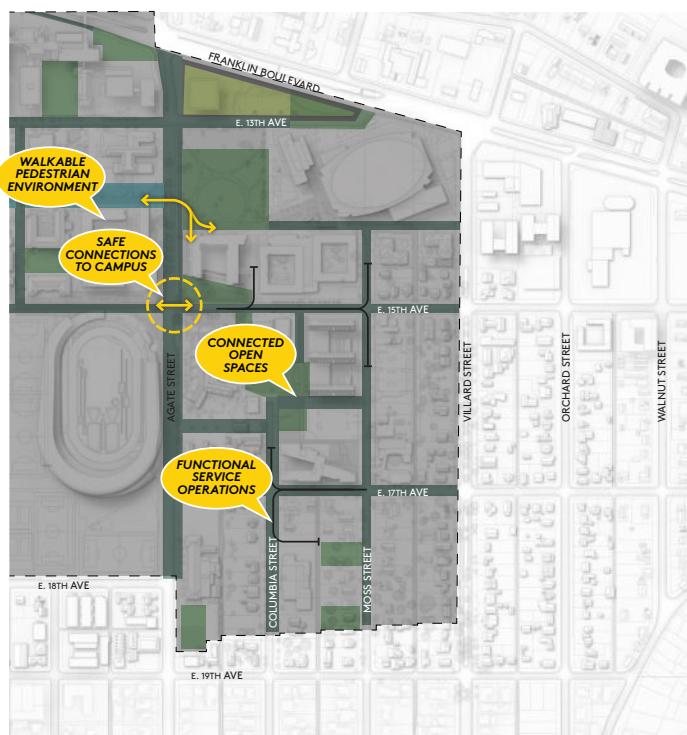 FRANKLIN BOULEVARD
E. 13TH AVE
WALKABLE
PEDESTRIAN
ENVIRONMENT
SAFE
CONNECTIONS
TO CAMPUS
E. 15TH AVE
CONNECTED
OPEN
SPACES
AGATE STREET
VILLARD STREET
ORCHARD STREET
WALNUT STREET
FUNCTIONAL
SERVICE
OPERATIONS
E. 17TH AVE
COLUMBIA STREET
MOSS STREET
E. 18TH AVE
E. 19TH AVE